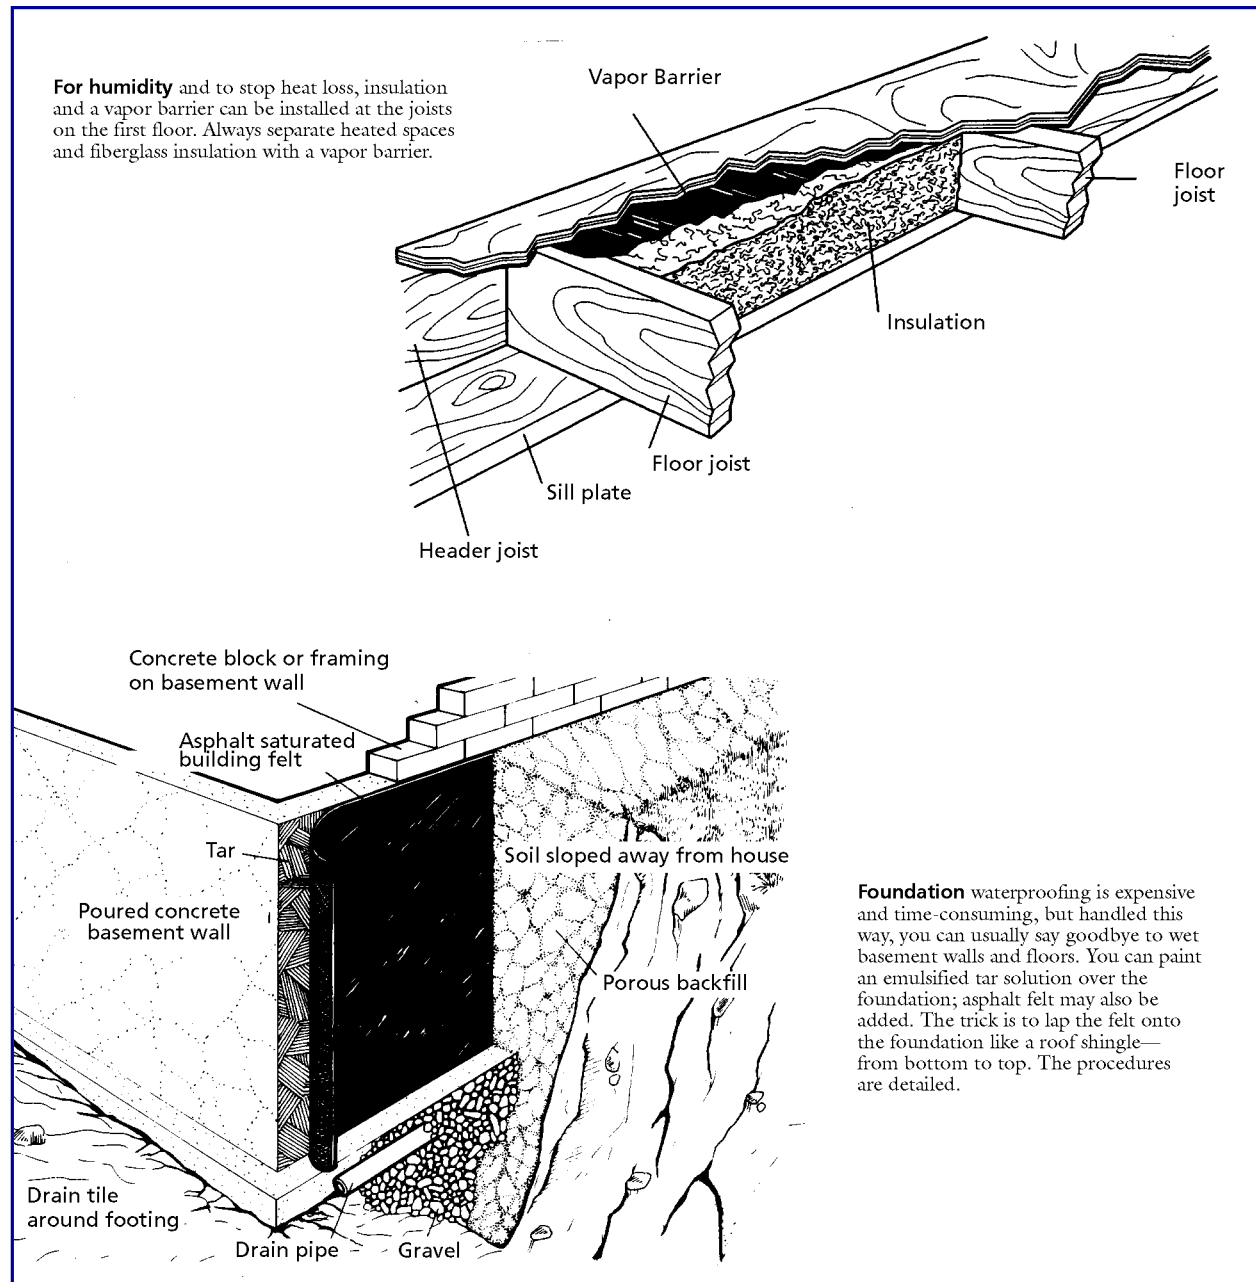 For humidity and to stop heat loss, insulation
and a vapor barrier can be installed at the joists
on the first floor. Always separate heated spaces
and fiberglass insulation with a vapor barrier.
Vapor Barrier
Floor
joist
Insulation
Floor joist
Sill plate
Header joist
Concrete block or framing
on basement wall
Asphalt saturated
building felt
Tar
Soil sloped away from house
Poured concrete
basement wall
Porous backfill
Drain tile
around footing
Drain pipe
Gravel
Foundation waterproofing is expensive
and time-consuming, but handled this
way, you can usually say goodbye to wet
basement walls and floors. You can paint
an emulsified tar solution over the
foundation; asphalt felt may also be
added. The trick is to lap the felt onto
the foundation like a roof shingle—
from bottom to top. The procedures
are detailed.